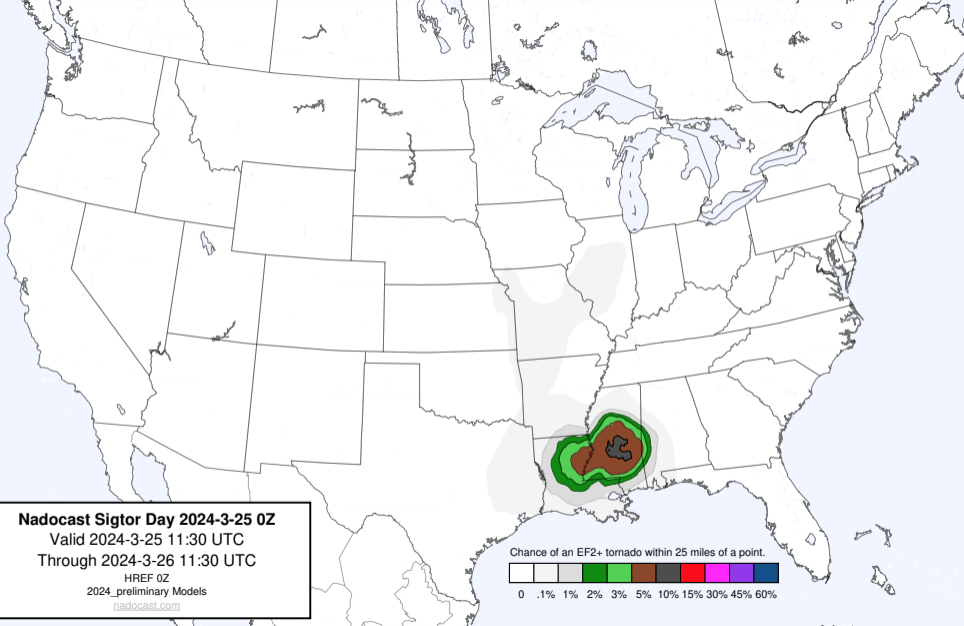 Nadocast Sigtor Day 2024-3-25 0Z
Valid 2024-3-25 11:30 UTC
Through 2024-3-26 11:30 UTC
HREF 0Z
2024_preliminary Models
nadocast.com
Chance of an EF2+ tornado within 25 miles of a point.
0 .1% 1% 2% 3% 5% 10% 15% 30% 45% 60%